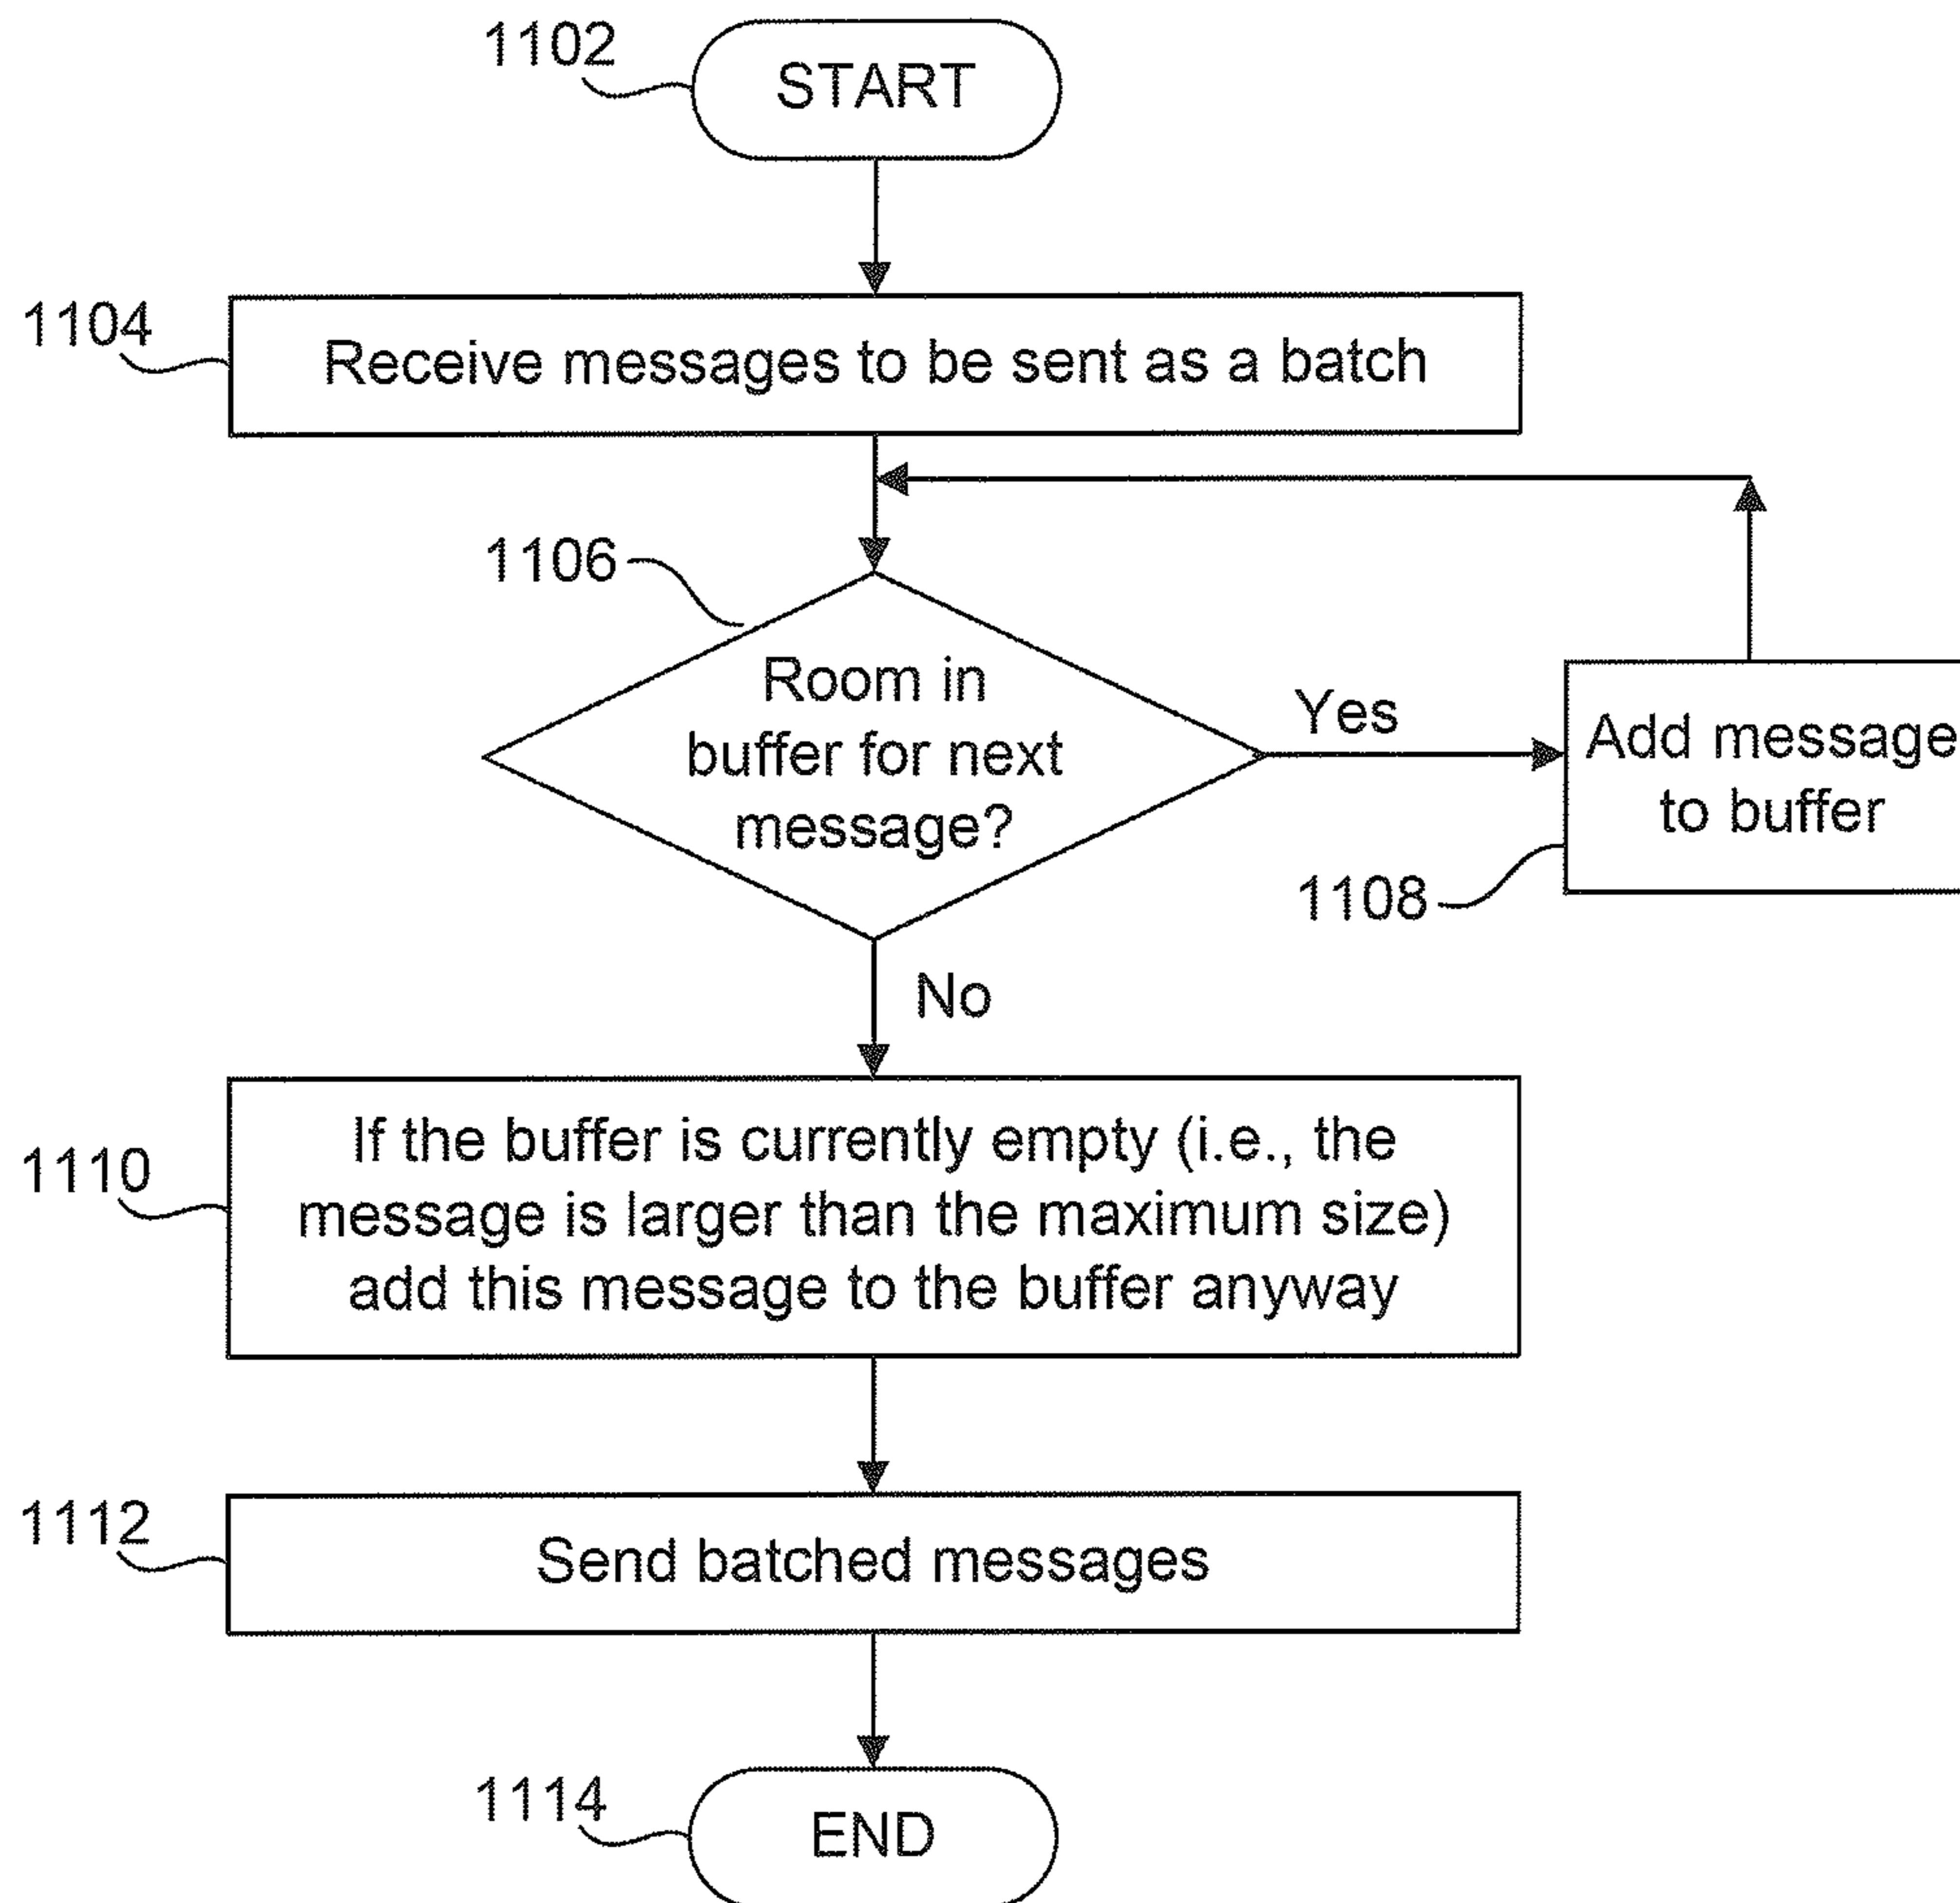 1102
START
1104
Receive messages to be sent as a batch
1106
Room in
buffer for next
message?
Yes
Add message
to buffer
1108
No
1110
If the buffer is currently empty (i.e., the
message is larger than the maximum size)
add this message to the buffer anyway
1112
Send batched messages
1114
END